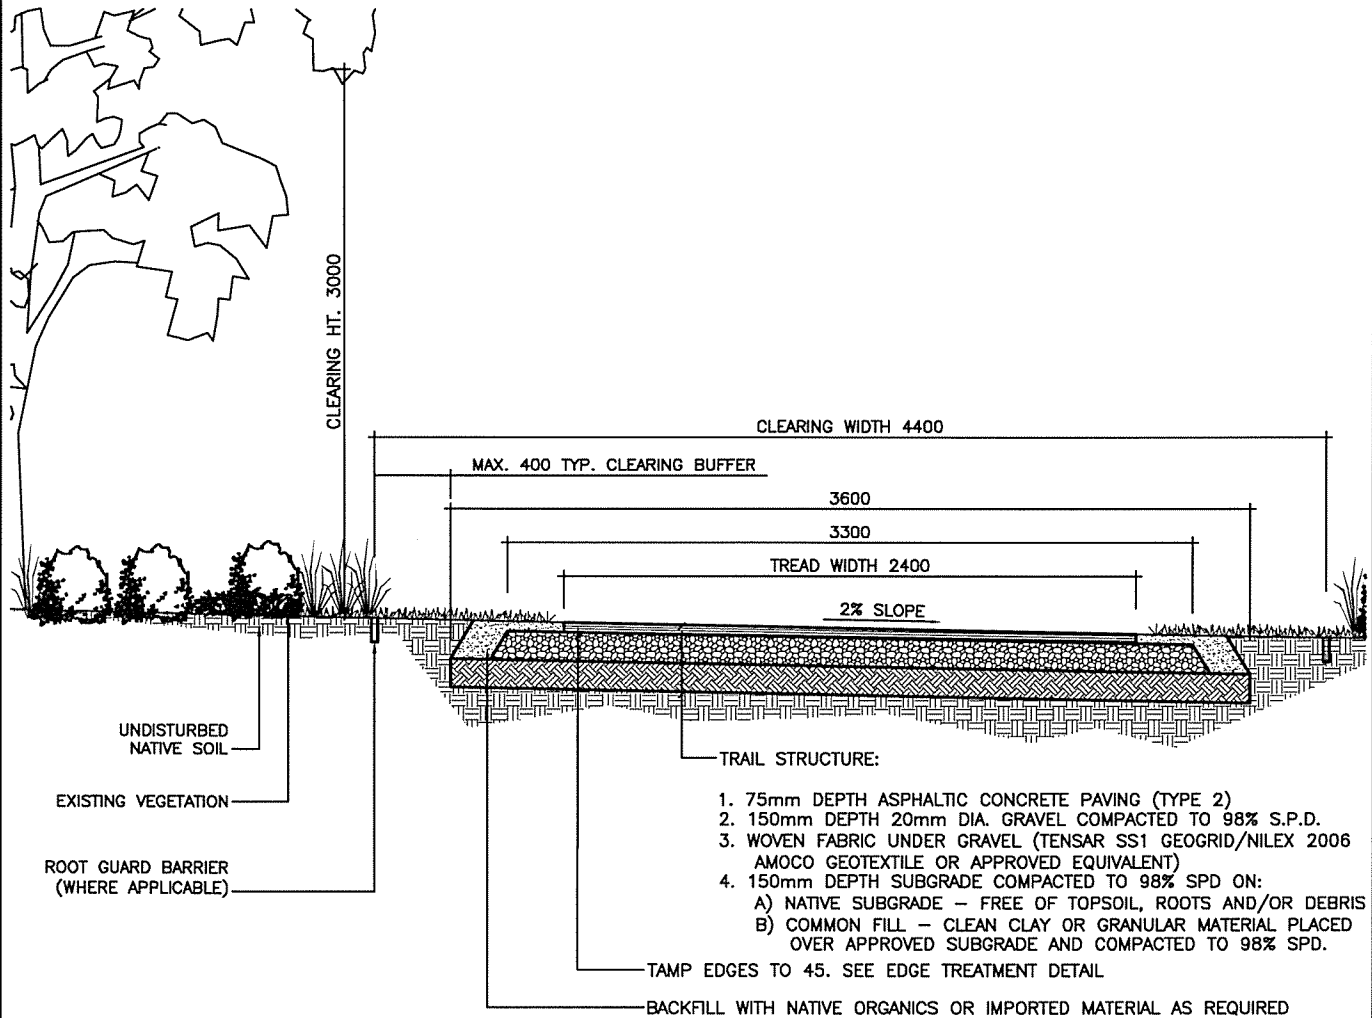 CLEARING HT. 3000
CLEARING WIDTH 4400
MAX. 400 TYP. CLEARING BUFFER
3600
3300
TREAD WIDTH 2400
2% SLOPE
UNDISTURBED
NATIVE SOIL
EXISTING VEGETATION
ROOT GUARD BARRIER
(WHERE APPLICABLE)
TRAIL STRUCTURE:
1. 75mm DEPTH ASPHALTIC CONCRETE PAVING (TYPE 2)
2. 150mm DEPTH 20mm DIA. GRAVEL COMPACTED TO 98% S.P.D.
3. WOVEN FABRIC UNDER GRAVEL (TENSAR SS1 GEOGRID/NILEX 2006
AMOCO GEOTEXTILE OR APPROVED EQUIVALENT)
4. 150mm DEPTH SUBGRADE COMPACTED TO 98% SPD ON:
A) NATIVE SUBGRADE – FREE OF TOPSOIL, ROOTS AND/OR DEBRIS
B) COMMON FILL – CLEAN CLAY OR GRANULAR MATERIAL PLACED
OVER APPROVED SUBGRADE AND COMPACTED TO 98% SPD.
TAMP EDGES TO 45. SEE EDGE TREATMENT DETAIL
BACKFILL WITH NATIVE ORGANICS OR IMPORTED MATERIAL AS REQUIRED